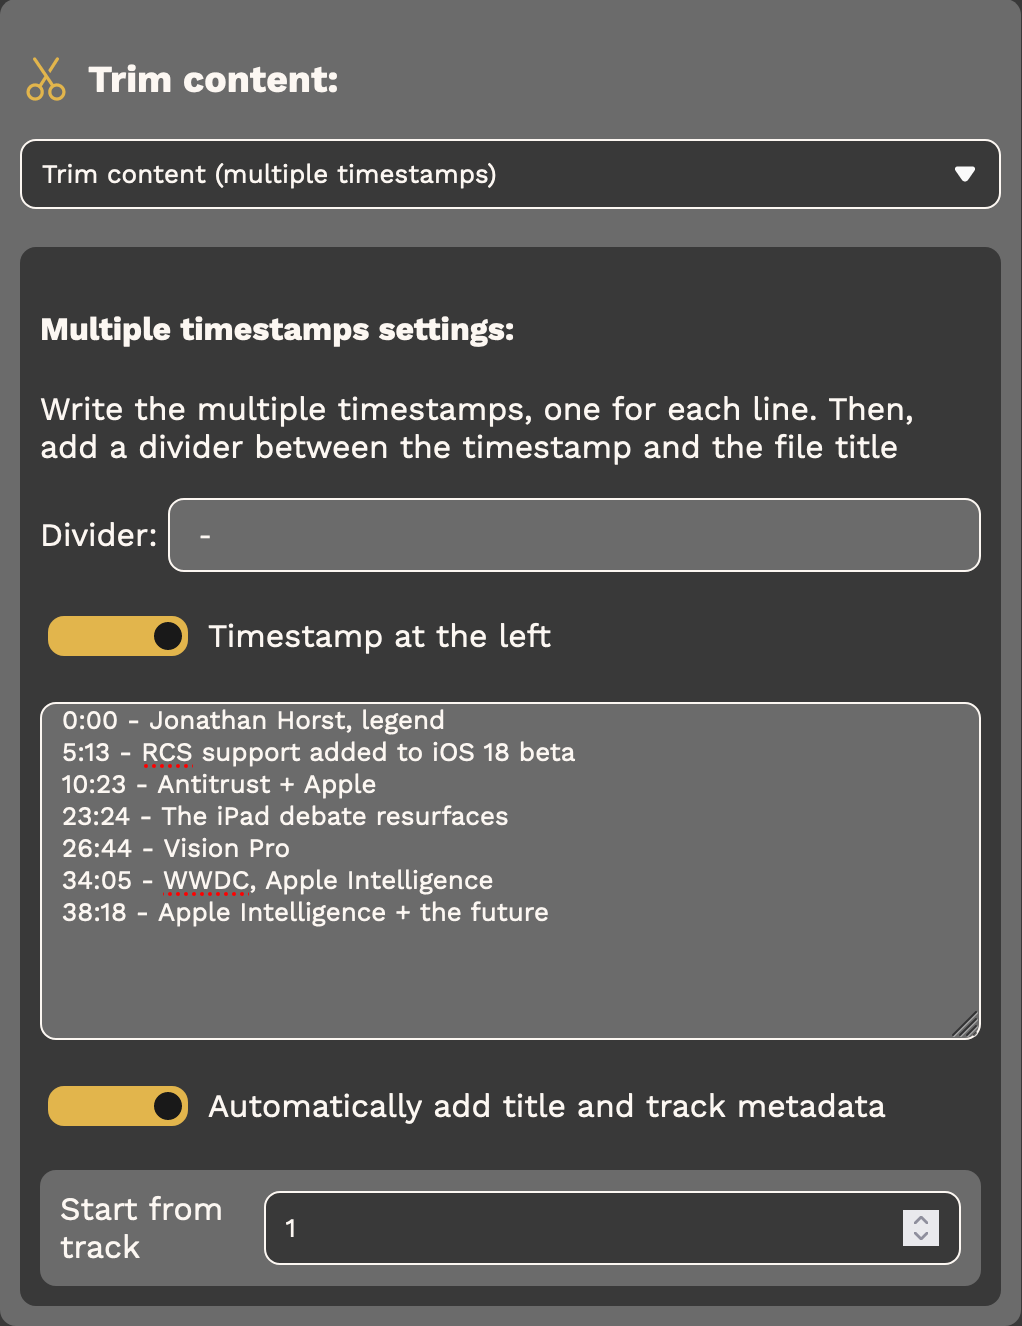 Trim content:
Trim content (multiple timestamps)
Multiple timestamps settings:
Write the multiple timestamps, one for each line. Then,
add a divider between the timestamp and the file title
Divider: -
Timestamp at the left
0:00 - Jonathan Horst, legend
5:13 - RCS support added to iOS 18 beta
10:23 - Antitrust + Apple
23:24 - The iPad debate resurfaces
26:44 - Vision Pro
34:05 - WWDC, Apple Intelligence
38:18 - Apple Intelligence + the future
Automatically add title and track metadata
Start from
track
1